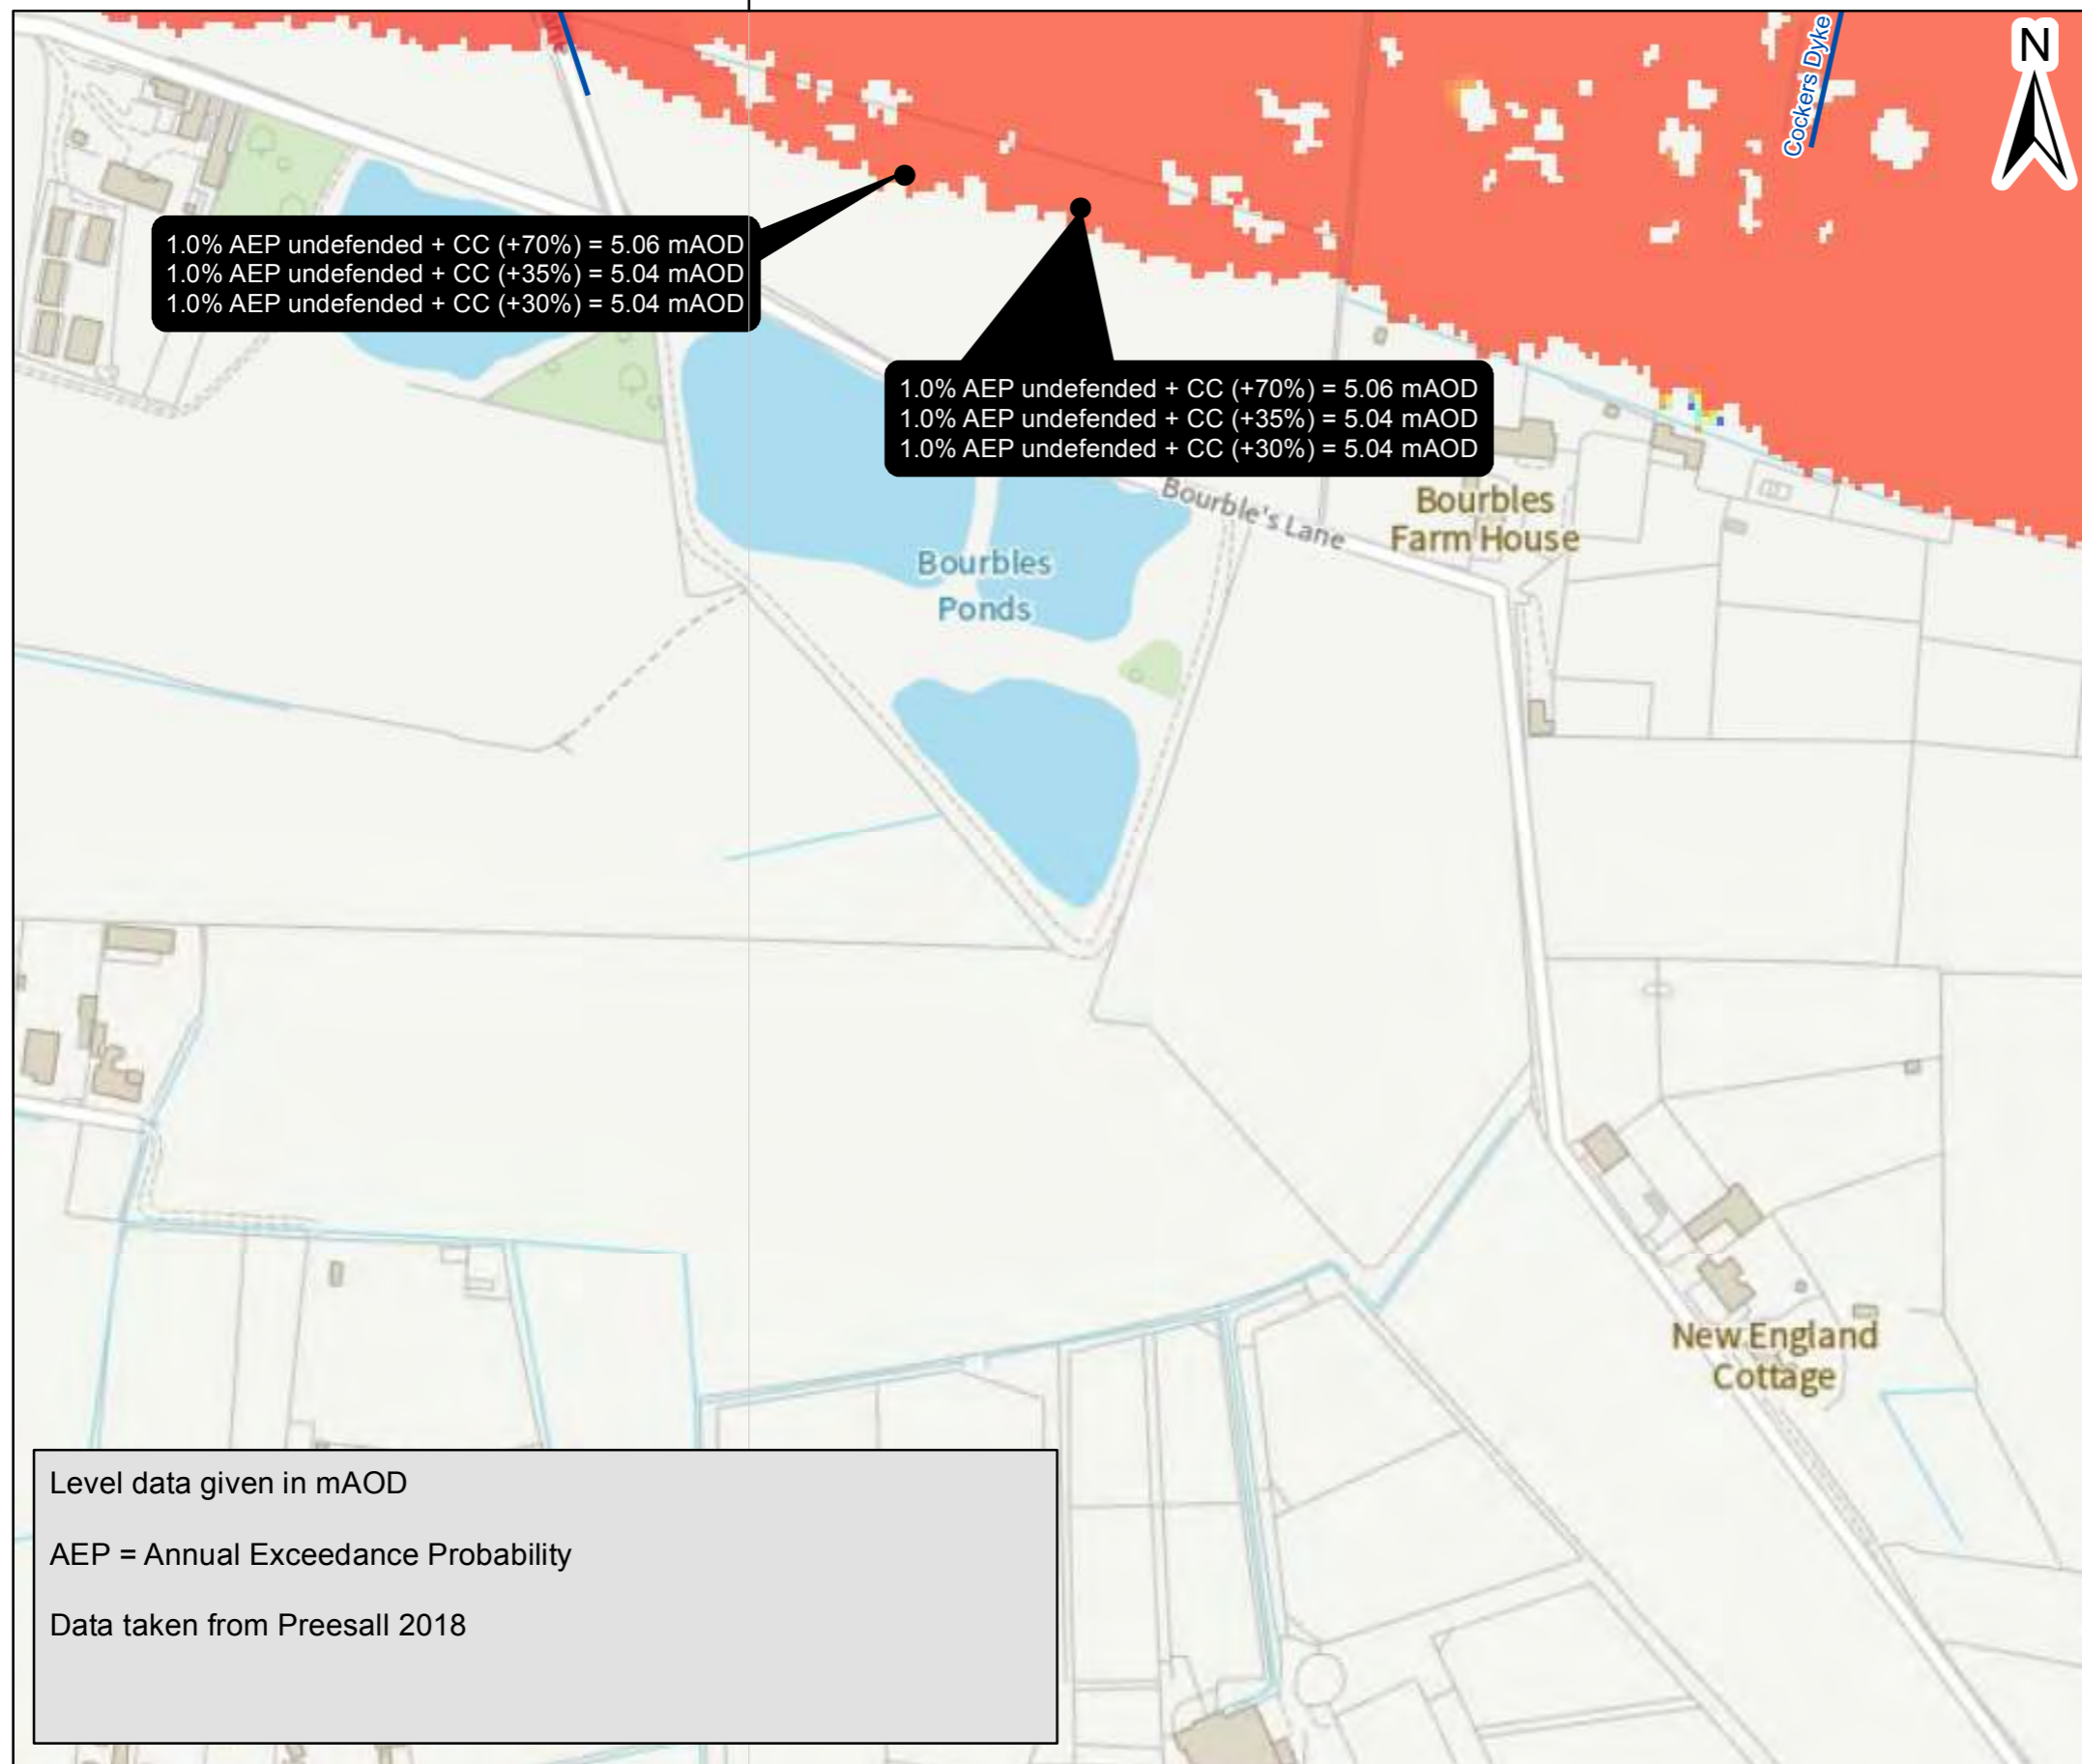 N
Cockers Dyke
1.0% AEP undefended + CC (+70%) = 5.06 mAOD
1.0% AEP undefended + CC (+35%) = 5.04 mAOD
1.0% AEP undefended + CC (+30%) = 5.04 mAOD
1.0% AEP undefended + CC (+70%) = 5.06 mAOD
1.0% AEP undefended + CC (+35%) = 5.04 mAOD
1.0% AEP undefended + CC (+30%) = 5.04 mAOD
Bourble's Lane
Bourbles
Farm House
Bourbles
Ponds
New England
Cottage
Level data given in mAOD
AEP = Annual Exceedance Probability
Data taken from Preesall 2018